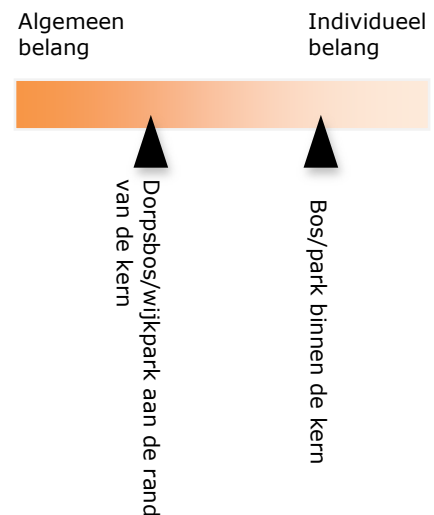 Algemeen
belang
Individueel
belang
Dorpsbos/wijkpark aan de rand
van de kern
Bos/park binnen de kern